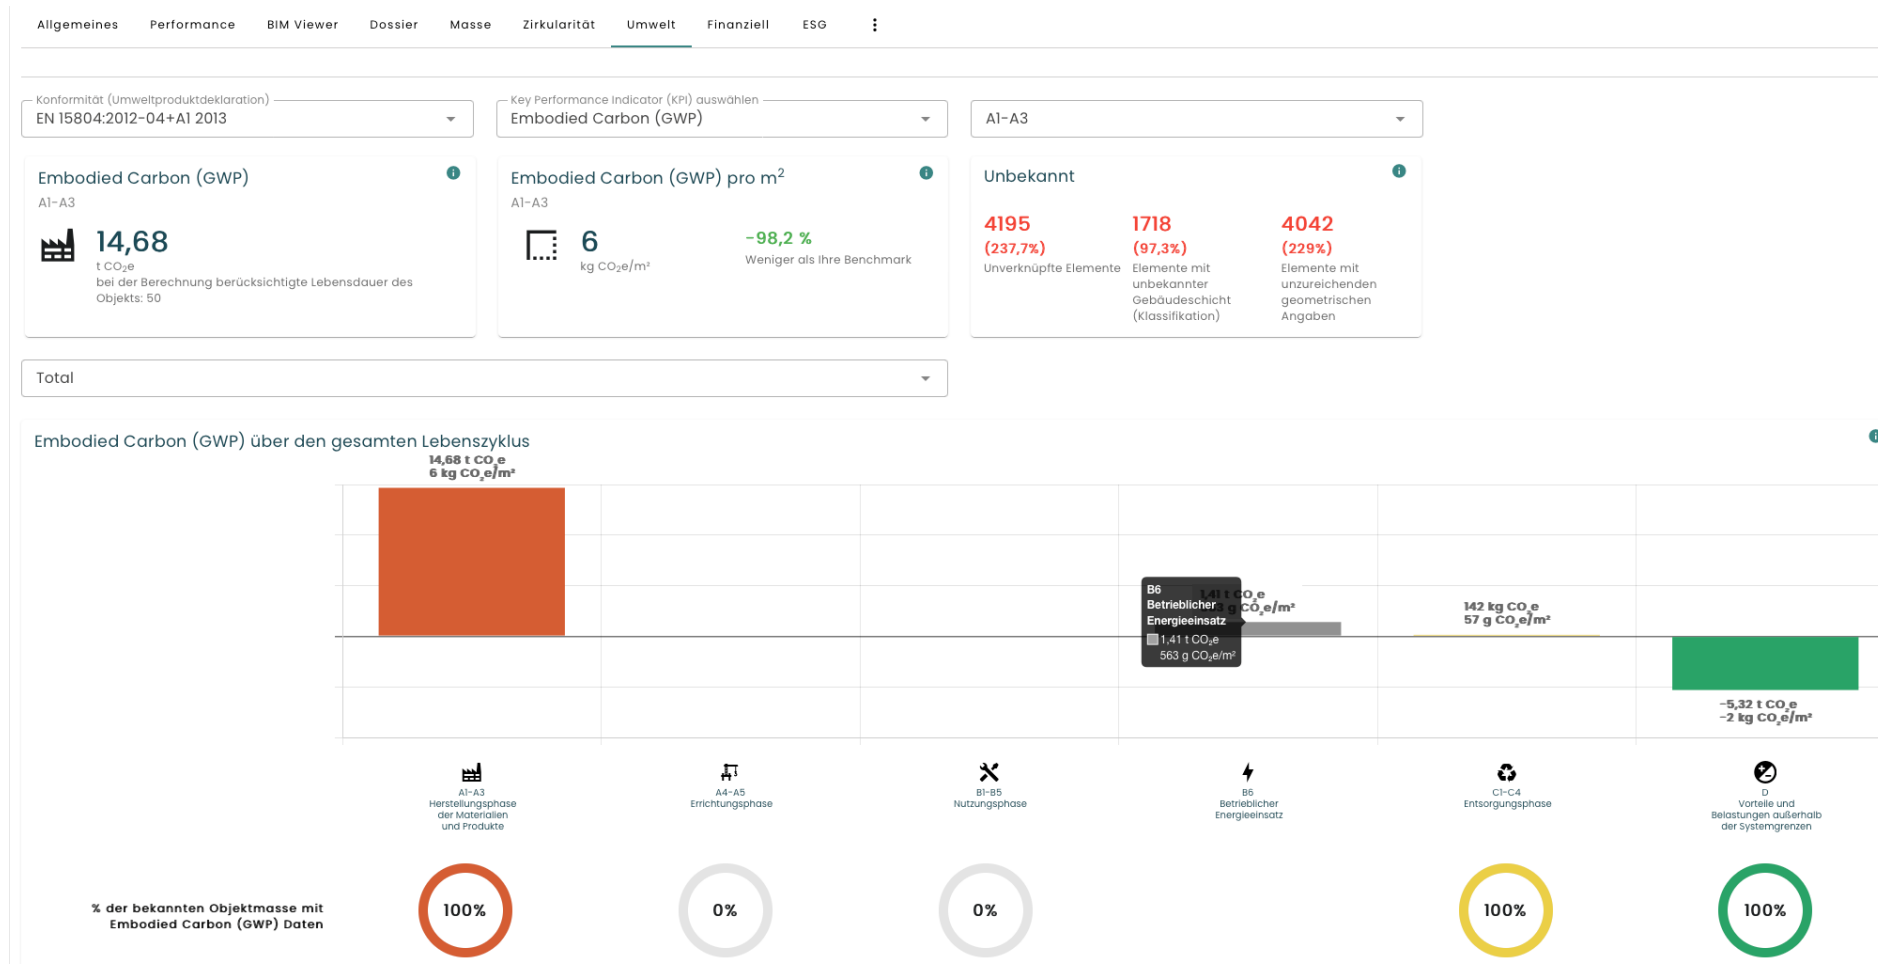 Allgemeines Performance BIM Viewer Dossier Masse Zirkularität Umwelt Finanziell ESG
Konformität (Umweltproduktdeklaration)
EN 15804:2012-04+A1 2013
Key Performance Indicator (KPI) auswählen
Embodied Carbon (GWP)
A1-A3
Embodied Carbon (GWP)
A1-A3
14,68
t CO₂e
bei der Berechnung berücksichtigte Lebensdauer des
Objekts: 50
Embodied Carbon (GWP) pro m²
A1-A3
6
kg CO₂e/m²
-98,2 %
Weniger als Ihre Benchmark
Unbekannt
4195
(237,7%)
Unverknüpfte Elemente
1718
(97,3%)
Elemente mit
unbekannter
Gebäudeschicht
(Klassifikation)
4042
(229%)
Elemente mit
unzureichenden
geometrischen
Angaben
Total
Embodied Carbon (GWP) über den gesamten Lebenszyklus
14,68 t CO₂e
6 kg CO₂e/m²
1,41 t CO₂e
g CO₂e/m²
B6
Betrieblicher
Energieeinsatz
1,41 t CO₂e
563 g CO₂e/m²
142 kg CO₂e
57 g CO₂e/m²
-5,32 t CO₂e
-2 kg CO₂e/m²
A1-A3
Herstellungsphase
der Materialien
und Produkte
A4-A5
Errichtungsphase
B1-B5
Nutzungsphase
B6
Betrieblicher
Energieeinsatz
C1-C4
Entsorgungsphase
D
Vorteile und
Belastungen außerhalb
der Systemgrenzen
% der bekannten Objektmasse mit
Embodied Carbon (GWP) Daten
100%
0%
0%
100%
100%